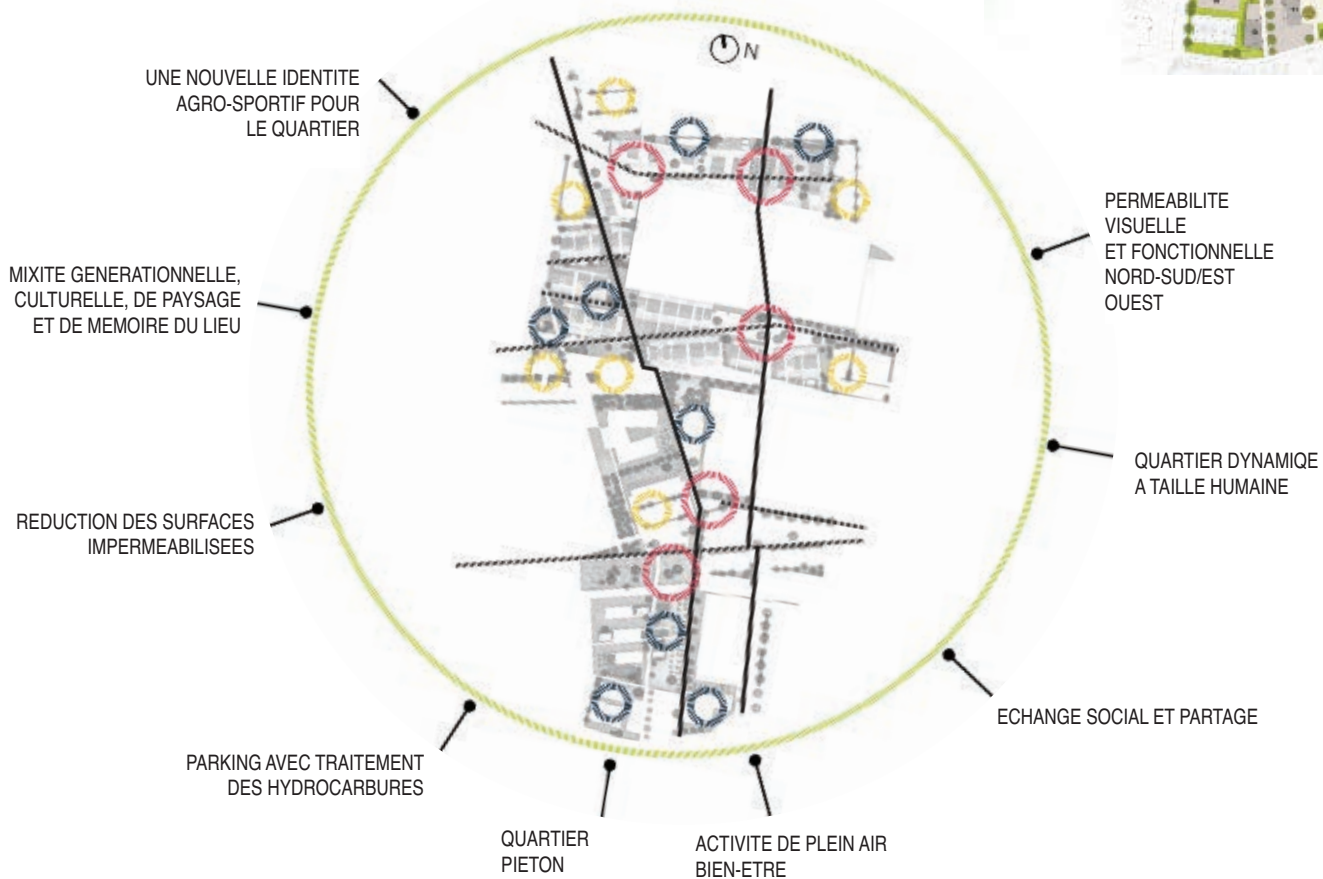 N
UNE NOUVELLE IDENTITE
AGRO-SPORTIF POUR
LE QUARTIER
PERMEABILITE
VISUELLE
ET FONCTIONNELLE
NORD-SUD/EST
OUEST
MIXITE GENERATIONNELLE,
CULTURELLE, DE PAYSAGE
ET DE MEMOIRE DU LIEU
QUARTIER DYNAMIQE
A TAILLE HUMAINE
REDUCTION DES SURFACES
IMPERMEABILISEES
ECHANGE SOCIAL ET PARTAGE
PARKING AVEC TRAITEMENT
DES HYDROCARBURES
QUARTIER
PIETON
ACTIVITE DE PLEIN AIR
BIEN-ETRE